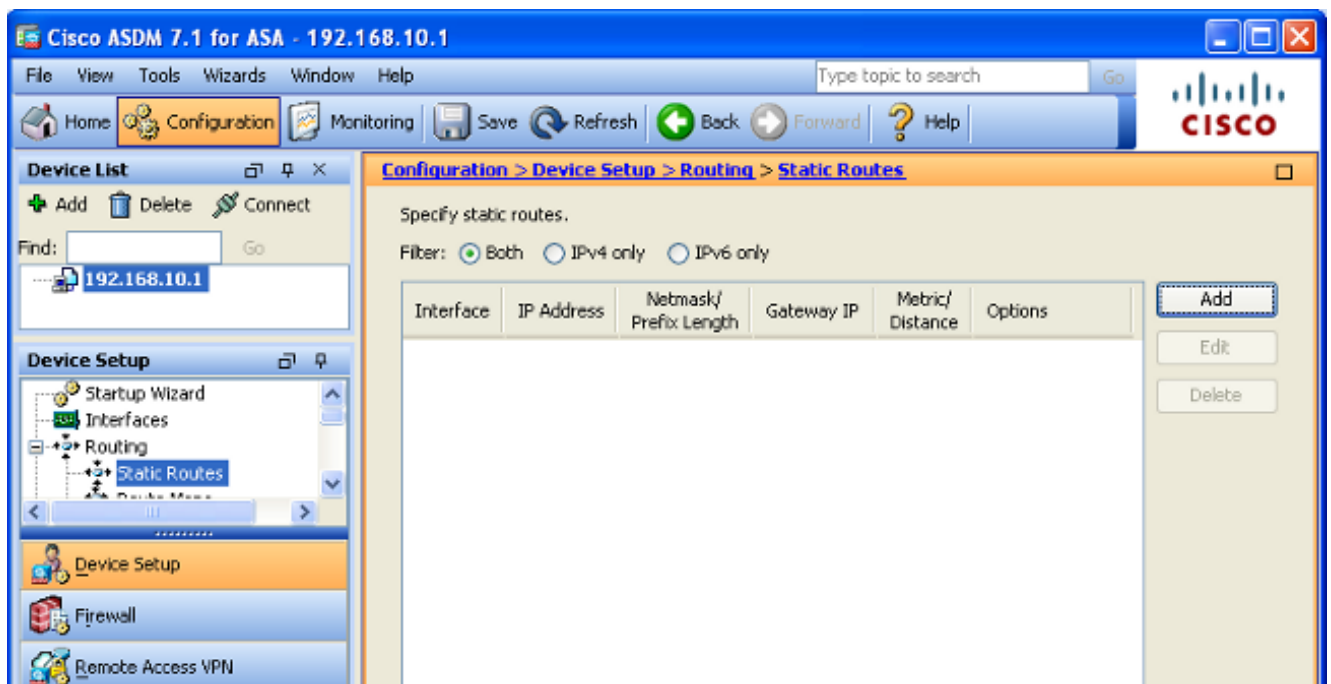 Cisco ASDM 7.1 for ASA - 192.168.10.1
File View Tools Wizards Window Help
Type topic to search
Go
Home Configuration Monitoring Save Refresh Back Forward Help
CISCO
Device List
Add Delete Connect
Find:
Go
192.168.10.1
Device Setup
Startup Wizard
Interfaces
Routing
Static Routes
Device Setup
Firewall
Remote Access VPN
Configuration > Device Setup > Routing > Static Routes
Specify static routes.
Filter: Both IPv4 only IPv6 only
Interface IP Address Netmask/ Prefix Length Gateway IP Metric/ Distance Options
Add
Edit
Delete